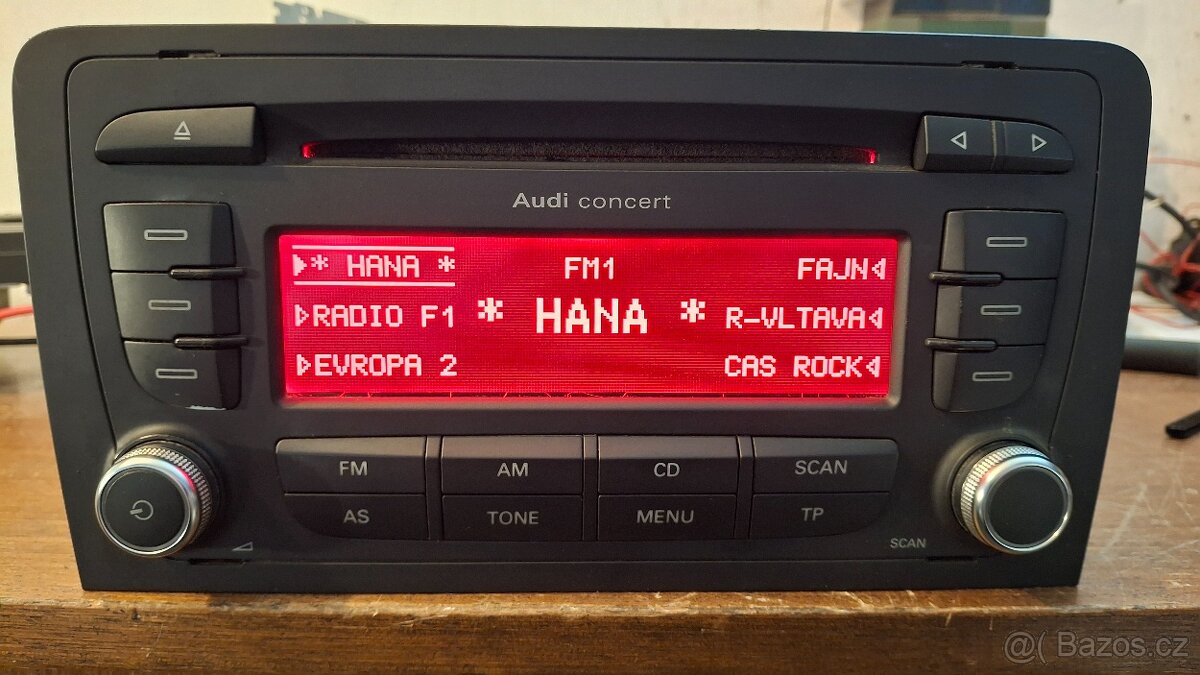 Audi concert
* HANA * FM1 FAJN
RADIO F1 * HANA * R-VLTAVA
EVROPA 2 CAS ROCK
FM AM CD SCAN
AS TONE MENU TP
SCAN
@( Bazos.cz